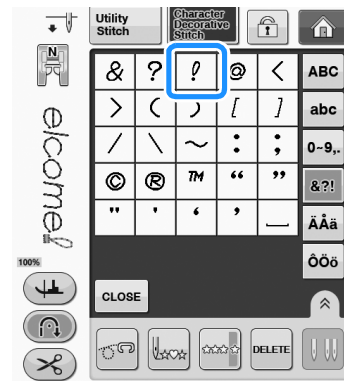 Utility
Stitch
Character
Decorative
Stitch
N
& ? ! @ < ABC
> ( ) [ ] abc
/ \ ~ : ; 0~9,.
© ® TM “ ” &?!
" ' ‘ ’ _ ÄÅä
ÔÖö
elcome!
100%
CLOSE
DELETE